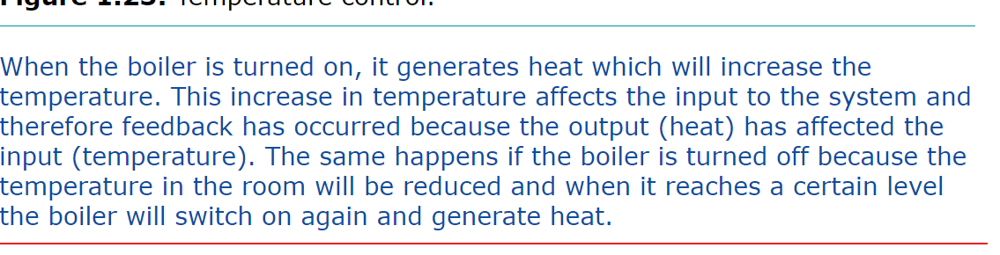 Figure 1.23. Temperature control.
When the boiler is turned on, it generates heat which will increase the
temperature. This increase in temperature affects the input to the system and
therefore feedback has occurred because the output (heat) has affected the
input (temperature). The same happens if the boiler is turned off because the
temperature in the room will be reduced and when it reaches a certain level
the boiler will switch on again and generate heat.